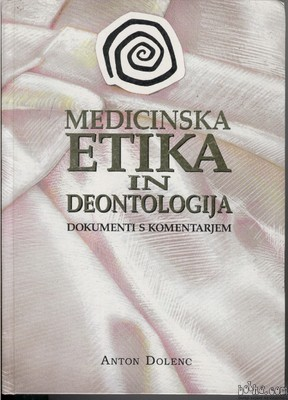 MEDICINSKA
ETIKA
IN
DEONTOLOGIJA
DOKUMENTI S KOMENTARJEM
ANTON DOLENC